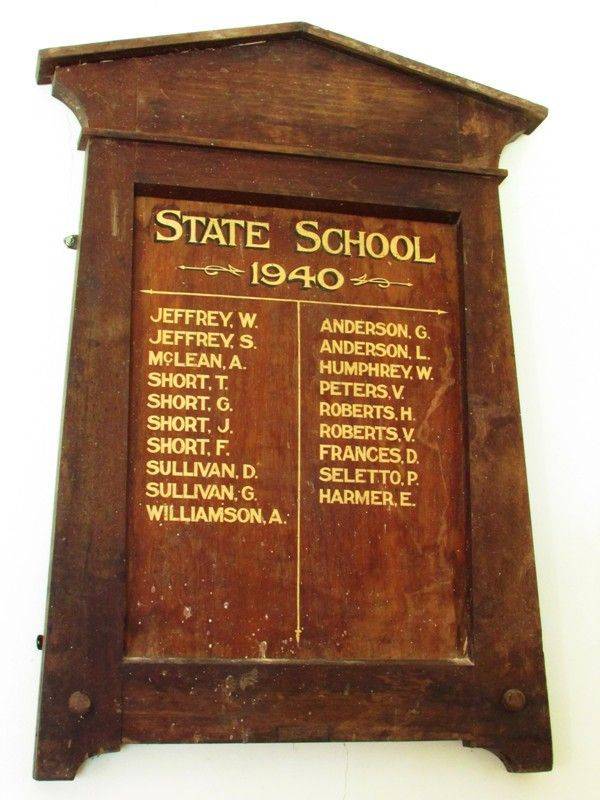 STATE SCHOOL
1940
JEFFREY, W.
JEFFREY, S.
McLEAN, A.
SHORT, T.
SHORT, G.
SHORT, J.
SHORT, F.
SULLIVAN, D.
SULLIVAN, G.
WILLIAMSON, A.
ANDERSON, G.
ANDERSON, L.
HUMPHREY, W.
PETERS, V.
ROBERTS, H.
ROBERTS, V.
FRANCES, D.
SELETTO, P.
HARMER, E.